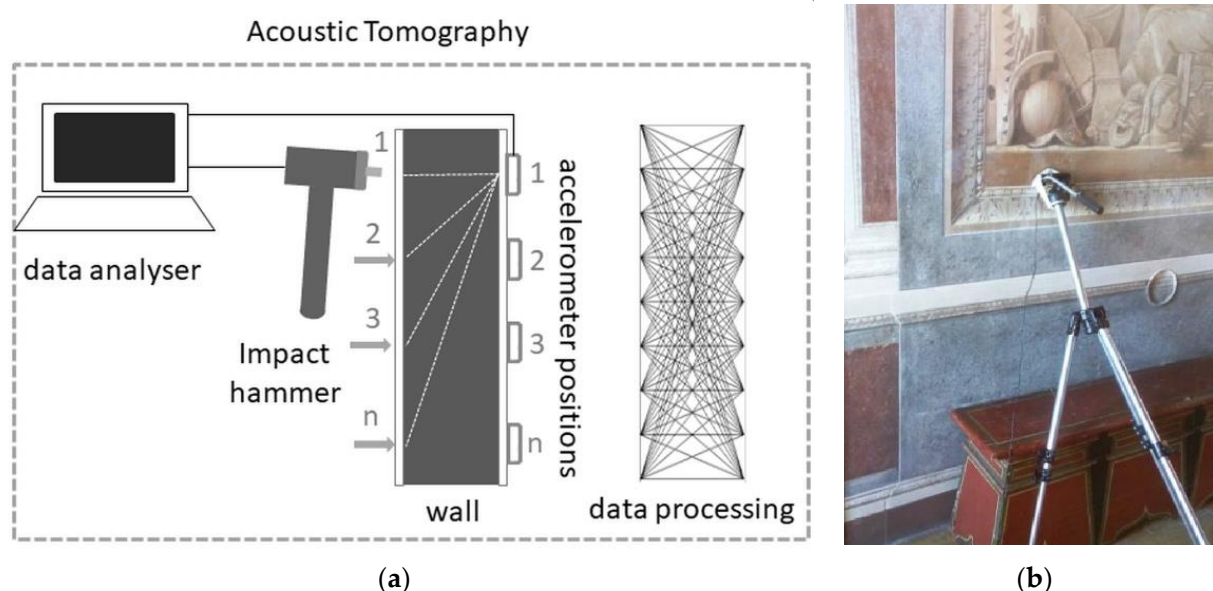 Acoustic Tomography
1
1
accelerometer positions
2
2
data analyser
3
3
Impact
hammer
n
n
wall
data processing
(a)
(b)